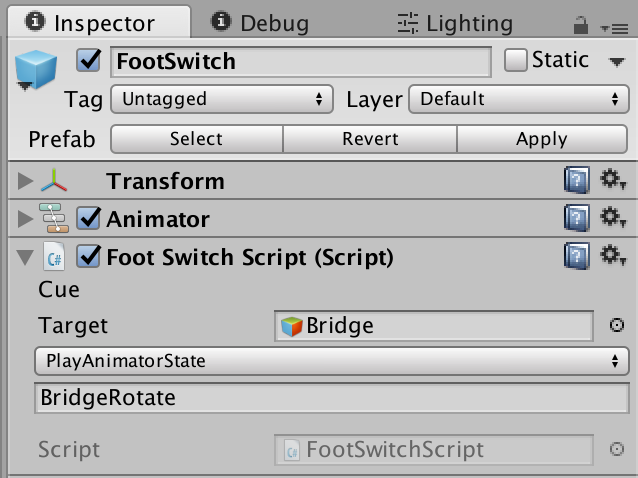 Inspector Debug Lighting
FootSwitch Static
Tag Untagged Layer Default
Prefab Select Revert Apply
Transform
Animator
C# Foot Switch Script (Script)
Cue
Target Bridge
PlayAnimatorState
BridgeRotate
Script C# FootSwitchScript